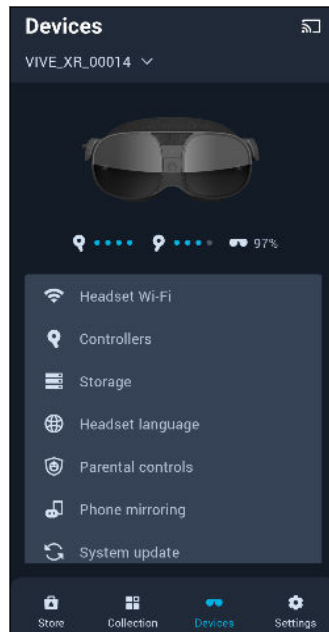 Devices
VIVE_XR_00014
97%
Headset Wi-Fi
Controllers
Storage
Headset language
Parental controls
Phone mirroring
System update
Store
Collection
Devices
Settings